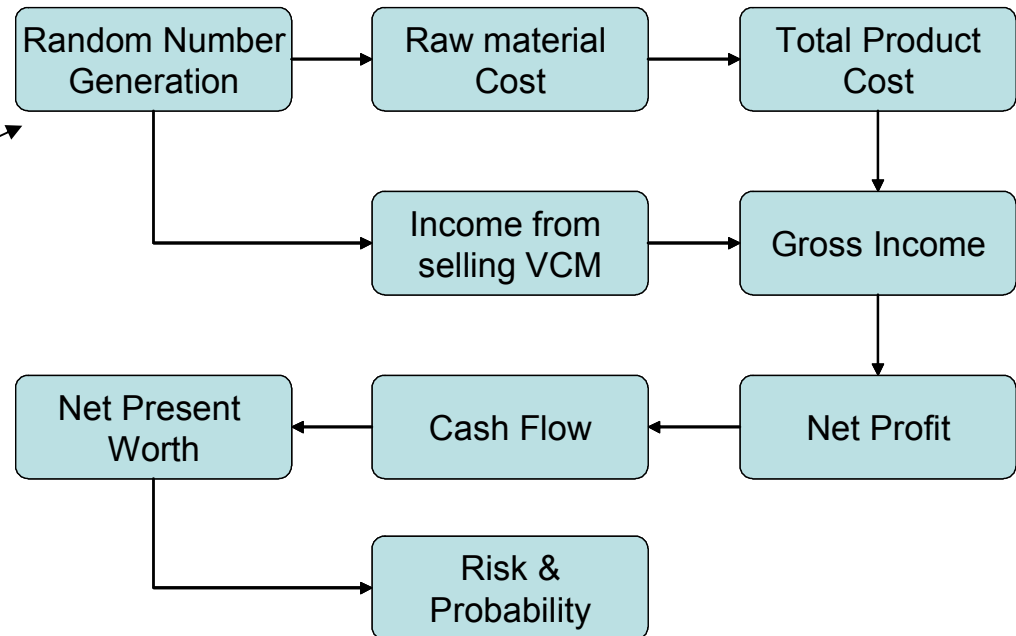 Random Number
Generation
Raw material
Cost
Total Product
Cost
Income from
selling VCM
Gross Income
Net Present
Worth
Cash Flow
Net Profit
Risk &
Probability